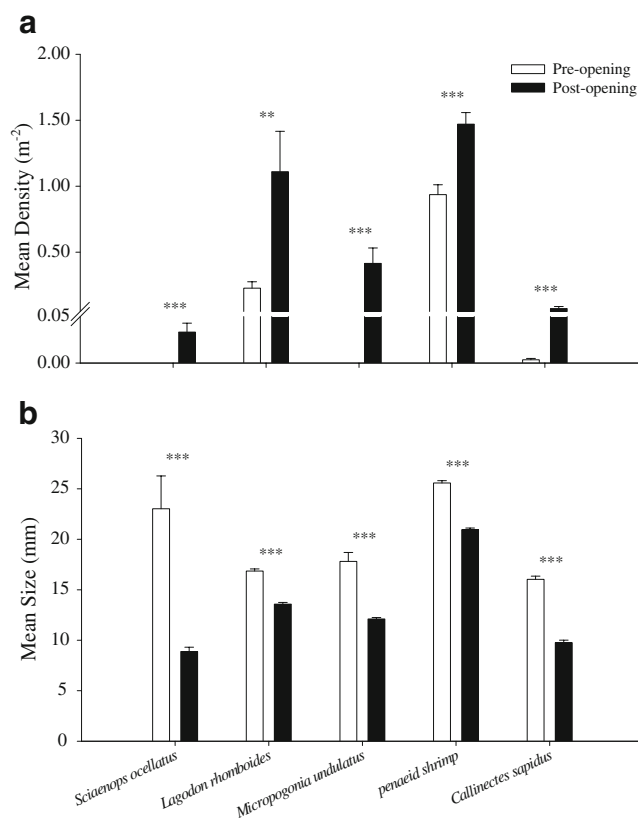 a
2.00
Pre-opening
Post-opening
***
**
1.50
***
1.00
***
0.50
***
0.05
0.00
Mean Density (m-2)
b
30
***
***
25
***
***
20
***
15
10
5
0
Mean Size (mm)
Sciaenops ocellatus
Lagodon rhomboides
Micropogonia undulatus
penaeid shrimp
Callinectes sapidus